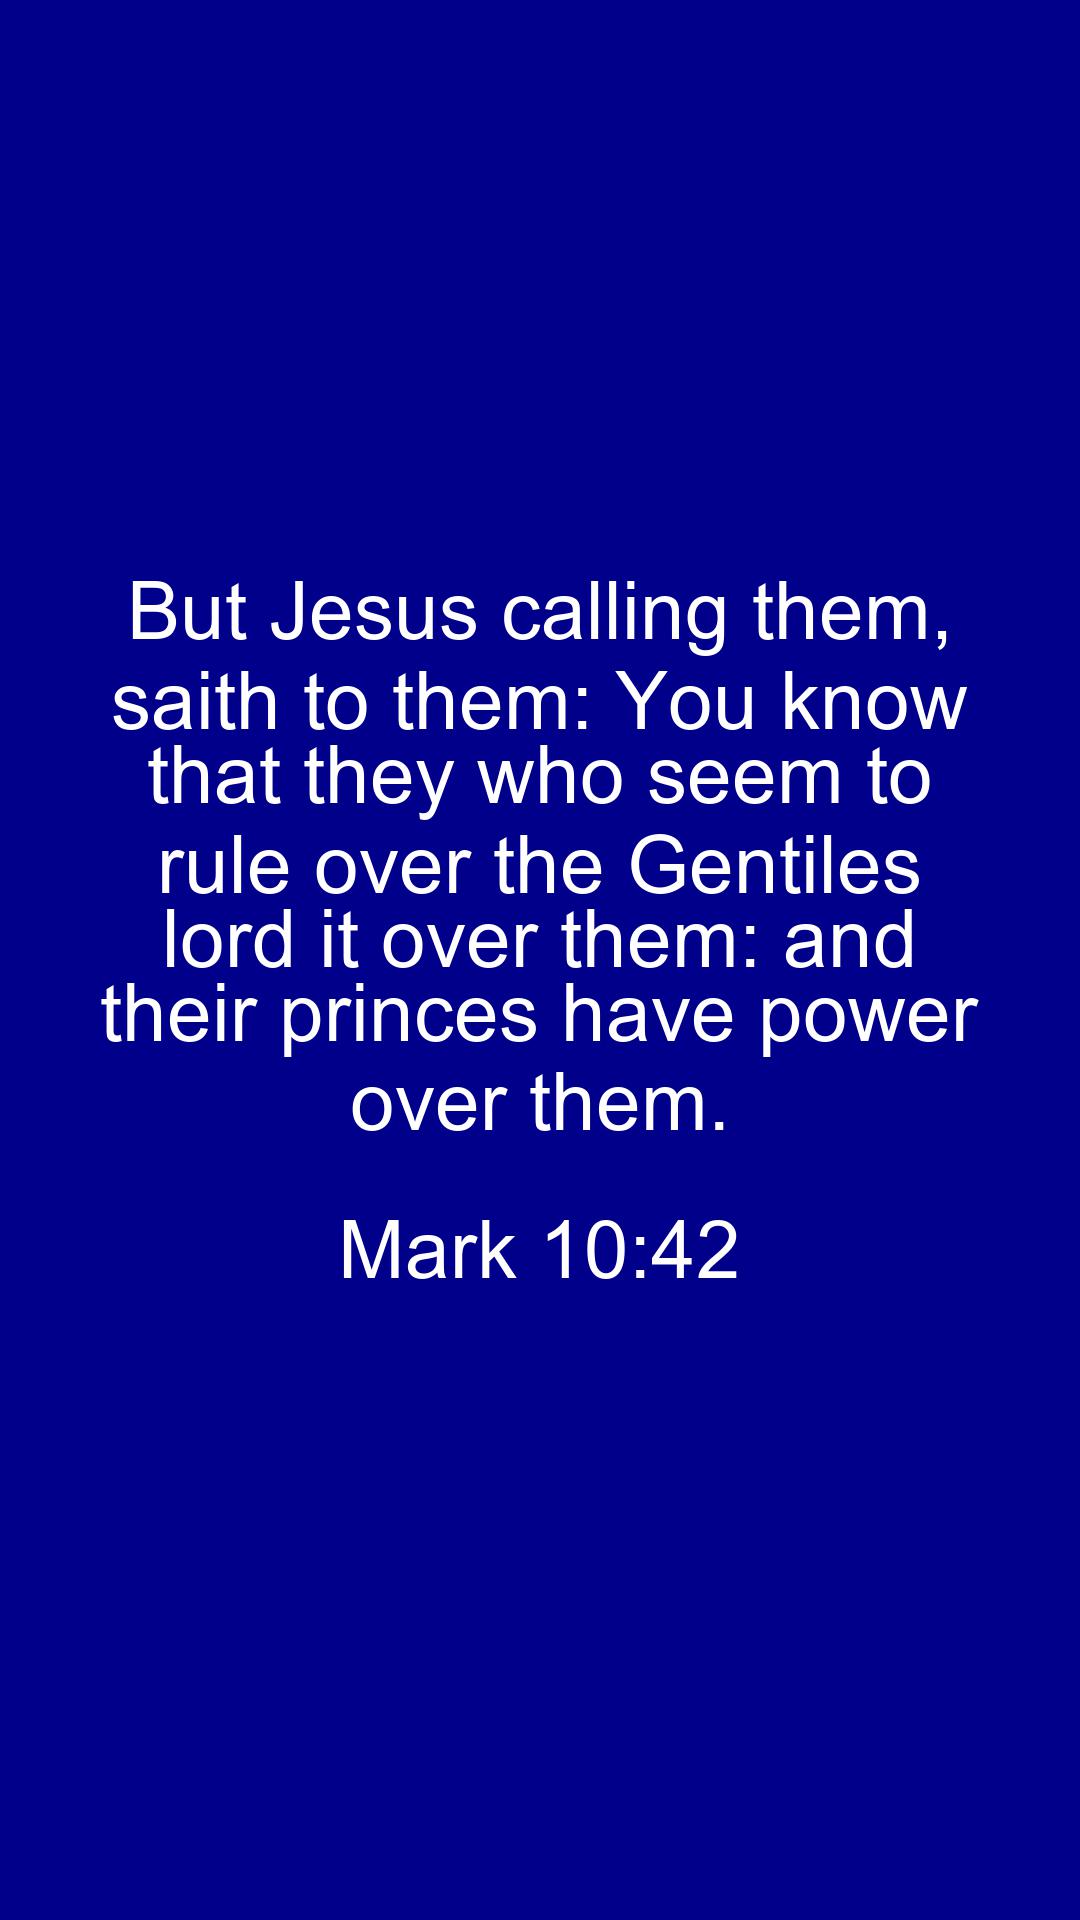 But Jesus calling them,
saith to them: You know
that they who seem to
rule over the Gentiles
lord it over them: and
their princes have power
over them.
Mark 10:42